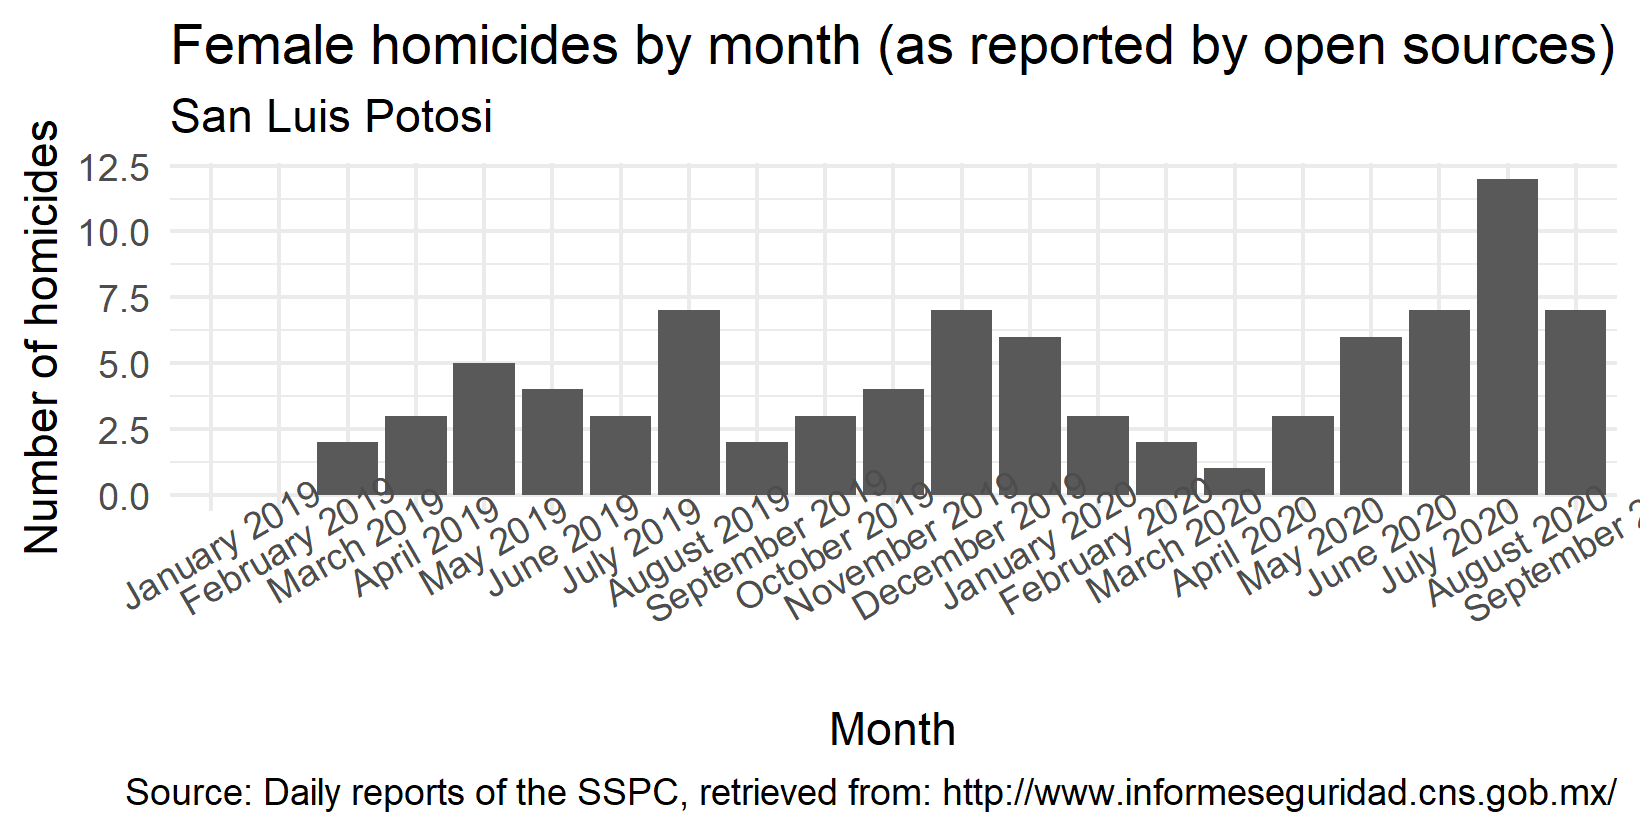 Female homicides by month (as reported by open sources)
San Luis Potosi
Number of homicides
12.5
10.0
7.5
5.0
2.5
0.0
January 2019
February 2019
March 2019
April 2019
May 2019
June 2019
July 2019
August 2019
September 2019
October 2019
November 2019
December 2019
January 2020
February 2020
March 2020
April 2020
May 2020
June 2020
July 2020
August 2020
September 2
Month
Source: Daily reports of the SSPC, retrieved from: http://www.informeseguridad.cns.gob.mx/